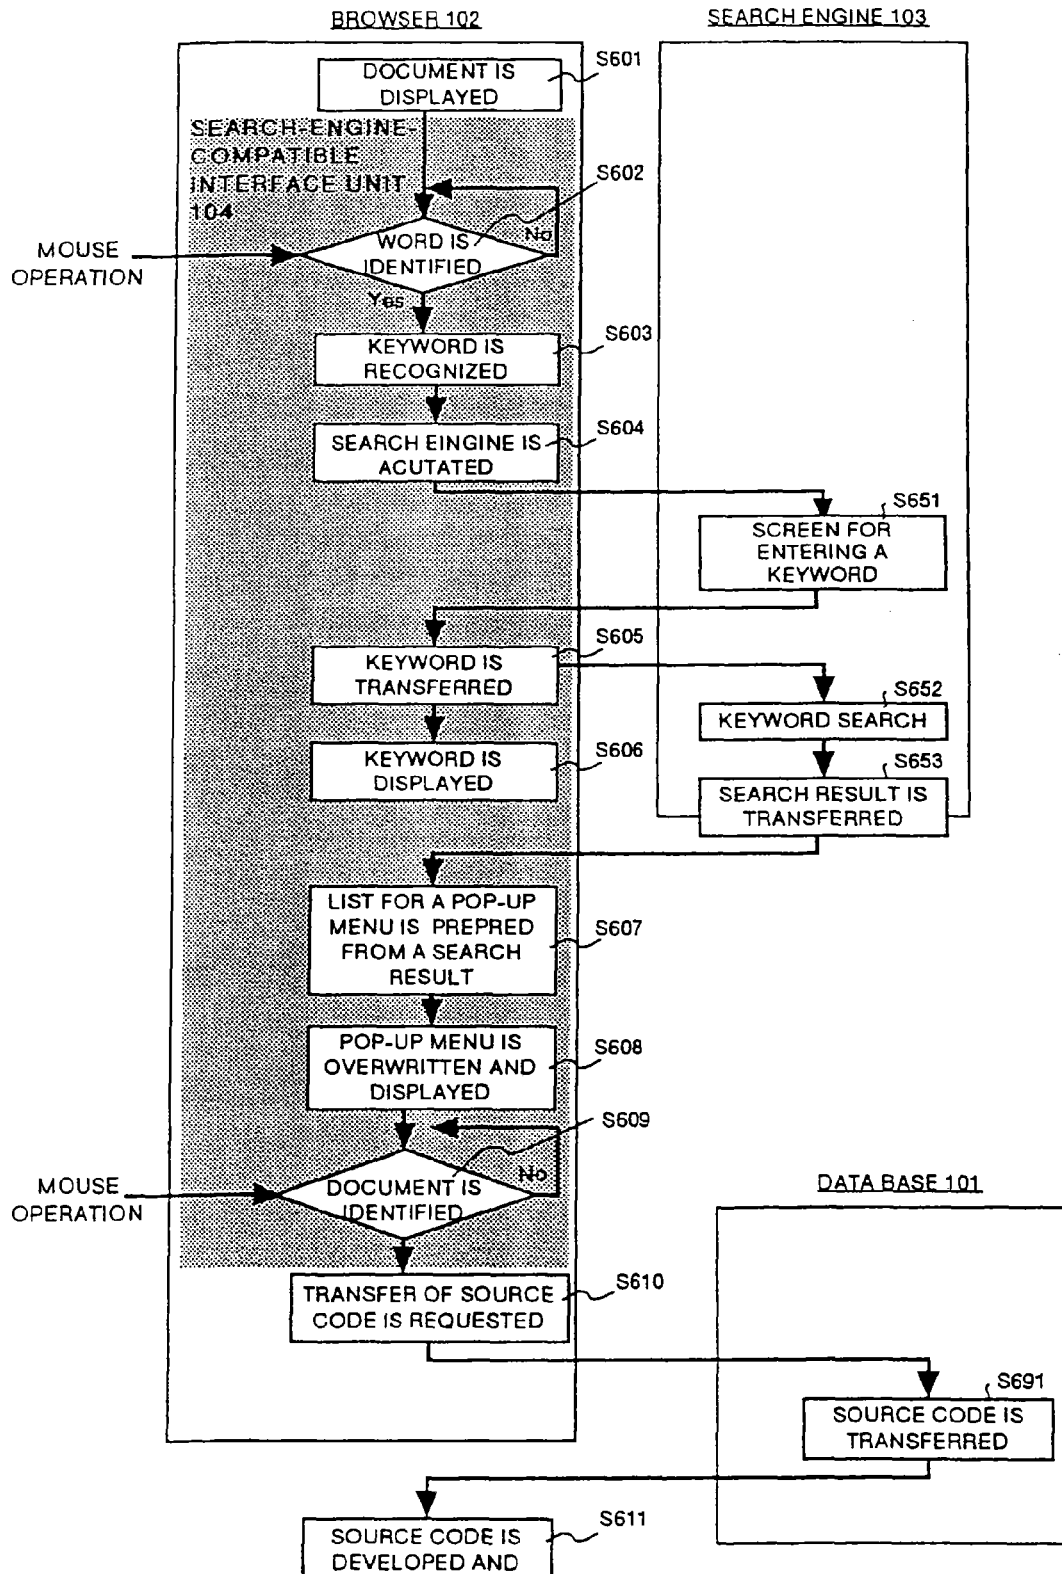 BROWSER 102
SEARCH ENGINE 103
S601
DOCUMENT IS
DISPLAYED
SEARCH-ENGINE-
COMPATIBLE
INTERFACE UNIT
104
S602
MOUSE
OPERATION
WORD IS
IDENTIFIED
No
Yes
S603
KEYWORD IS
RECOGNIZED
S604
SEARCH EINGINE IS
ACUTATED
S651
SCREEN FOR
ENTERING A
KEYWORD
S605
KEYWORD IS
TRANSFERRED
S652
KEYWORD SEARCH
S606
KEYWORD IS
DISPLAYED
S653
SEARCH RESULT IS
TRANSFERRED
LIST FOR A POP-UP
MENU IS PREPRED
FROM A SEARCH
RESULT
S607
POP-UP MENU IS
OVERWRITTEN AND
DISPLAYED
S608
S609
MOUSE
OPERATION
DOCUMENT IS
IDENTIFIED
No
DATA BASE 101
TRANSFER OF SOURCE
CODE IS REQUESTED
S610
S691
SOURCE CODE IS
TRANSFERRED
S611
SOURCE CODE IS
DEVELOPED AND